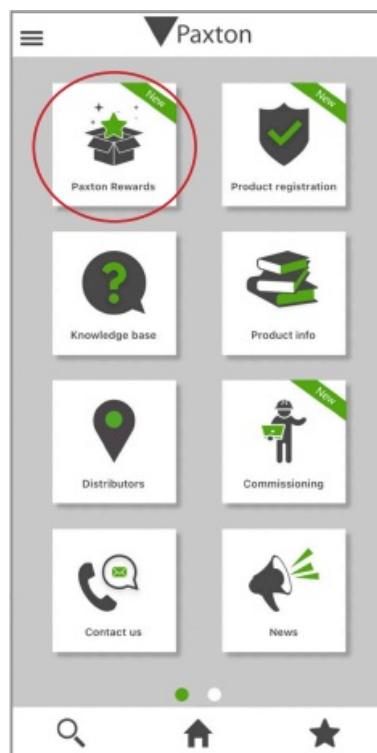 Paxton
New
New
Paxton Rewards
Product registration
?
Knowledge base
Product info
New
Distributors
Commissioning
Contact us
News